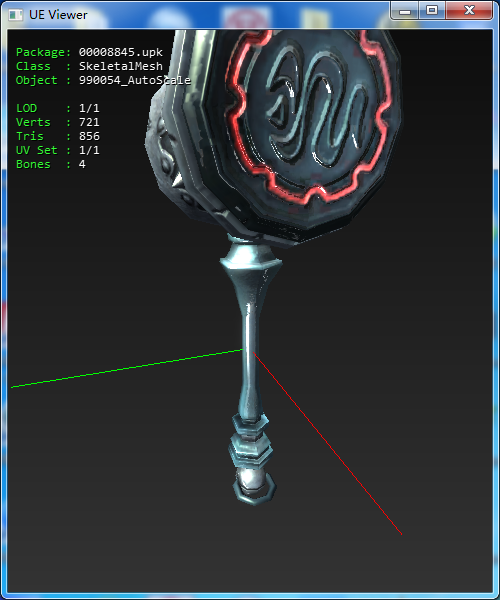 UE Viewer
Package: 00008845.upk
Class : SkeletalMesh
Object : 990054_AutoScale
LOD : 1/1
Verts : 721
Tris : 856
UV Set : 1/1
Bones : 4